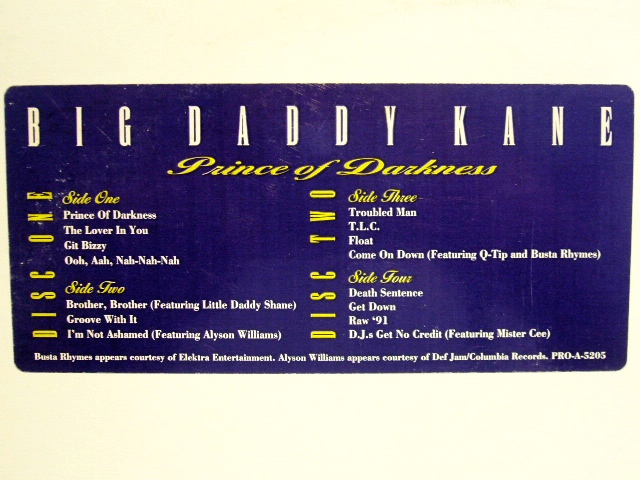 BIG DADDY KANE
Prince of Darkness
DISC ONE
Side One
Prince Of Darkness
The Lover In You
Git Bizzy
Ooh, Aah, Nah-Nah-Nah
Side Two
Brother, Brother (Featuring Little Daddy Shane)
Groove With It
I'm Not Ashamed (Featuring Alyson Williams)
DISC TWO
Side Three
Troubled Man
T.L.C.
Float
Come On Down (Featuring Q-Tip and Busta Rhymes)
Side Four
Death Sentence
Get Down
Raw '91
D.J.s Get No Credit (Featuring Mister Cee)
Busta Rhymes appears courtesy of Elektra Entertainment. Alyson Williams appears courtesy of Def Jam/Columbia Records. PRO-A-5205